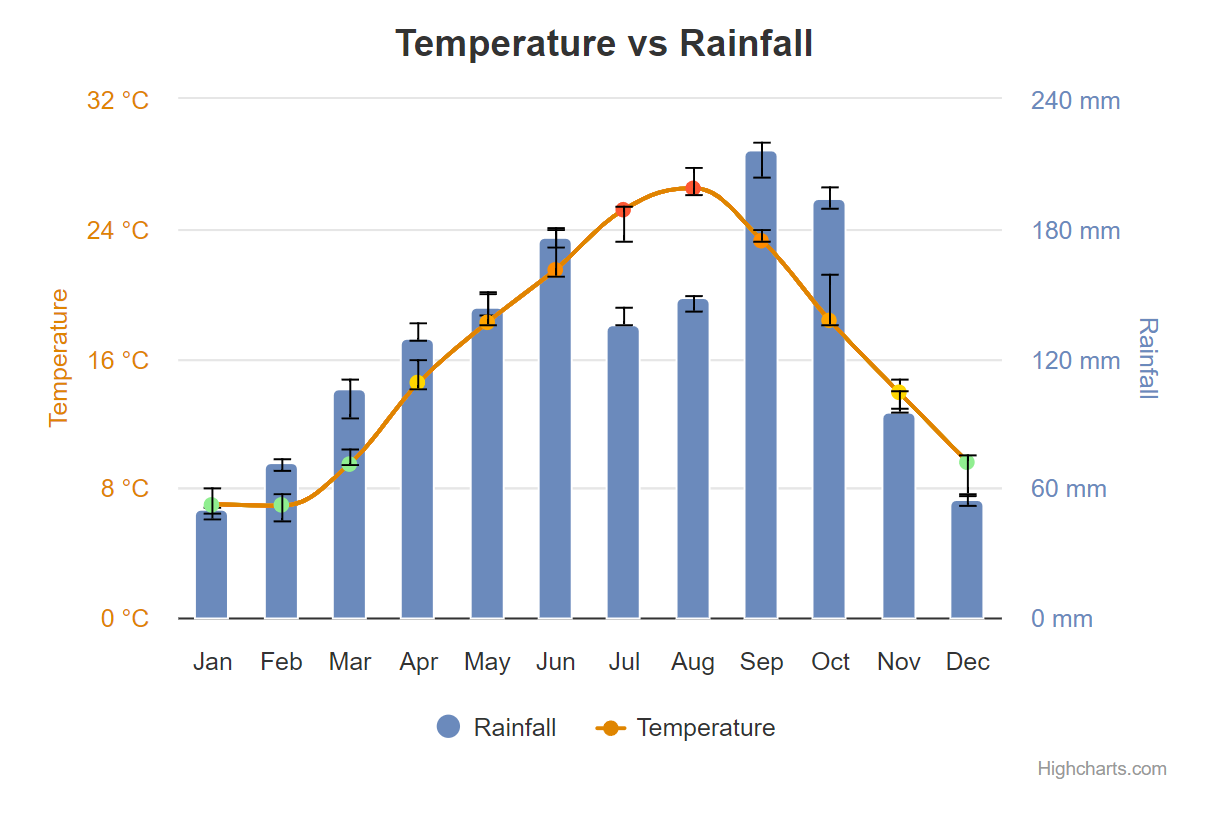 Temperature vs Rainfall
32 °C
24 °C
16 °C
8 °C
0 °C
Temperature
240 mm
180 mm
120 mm
60 mm
0 mm
Rainfall
Jan Feb Mar Apr May Jun Jul Aug Sep Oct Nov Dec
Rainfall Temperature
Highcharts.com